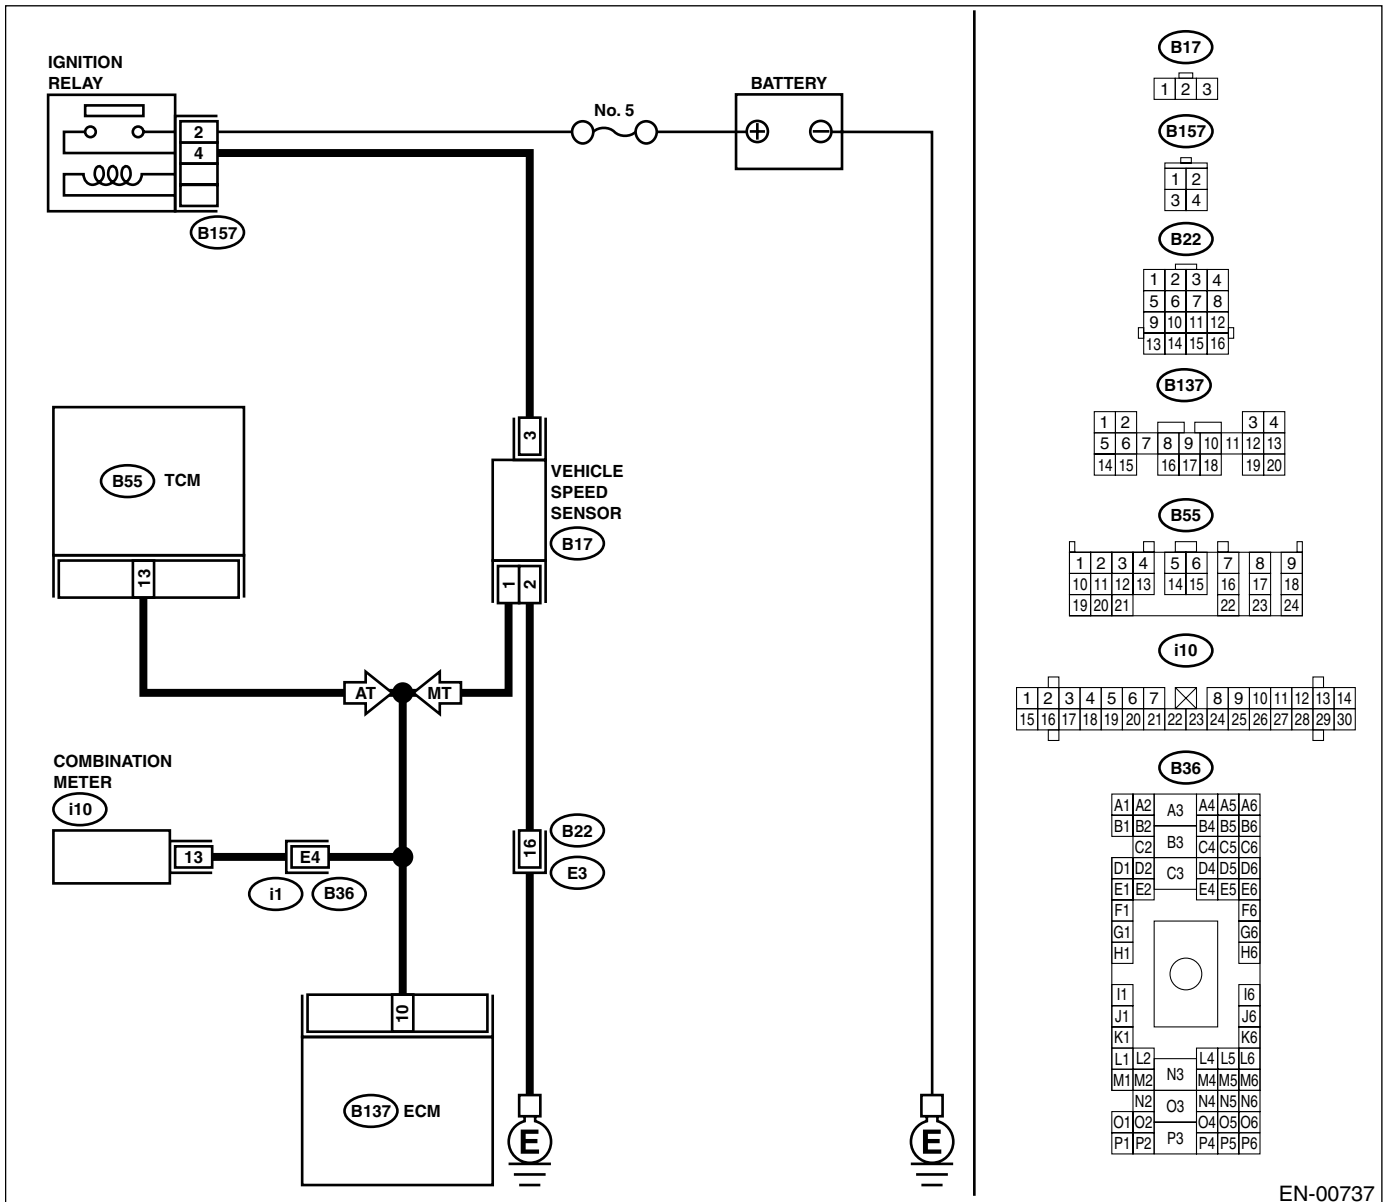 IGNITION
RELAY
2
4
B157
No. 5
BATTERY
+ −
3
VEHICLE
SPEED
SENSOR
B17
1 2
B55 TCM
13
AT MT
COMBINATION
METER
i10
13
E4
i1 B36
16
B22
E3
10
B137 ECM
E
E
B17
1 2 3
B157
1 2
3 4
B22
1 2 3 4
5 6 7 8
9 10 11 12
13 14 15 16
B137
1 2 3 4
5 6 7 8 9 10 11 12 13
14 15 16 17 18 19 20
B55
1 2 3 4 5 6 7 8 9
10 11 12 13 14 15 16 17 18
19 20 21 22 23 24
i10
1 2 3 4 5 6 7 8 9 10 11 12 13 14
15 16 17 18 19 20 21 22 23 24 25 26 27 28 29 30
B36
A1 A2 A3 A4 A5 A6
B1 B2 B3 B4 B5 B6
C2 C3 C4 C5 C6
D1 D2 D4 D5 D6
E1 E2 E4 E5 E6
F1 F6
G1 G6
H1 H6
I1 I6
J1 J6
K1 K6
L1 L2 L4 L5 L6
M1 M2 N3 M4 M5 M6
N2 O3 N4 N5 N6
O1 O2 O4 O5 O6
P1 P2 P3 P4 P5 P6
EN-00737